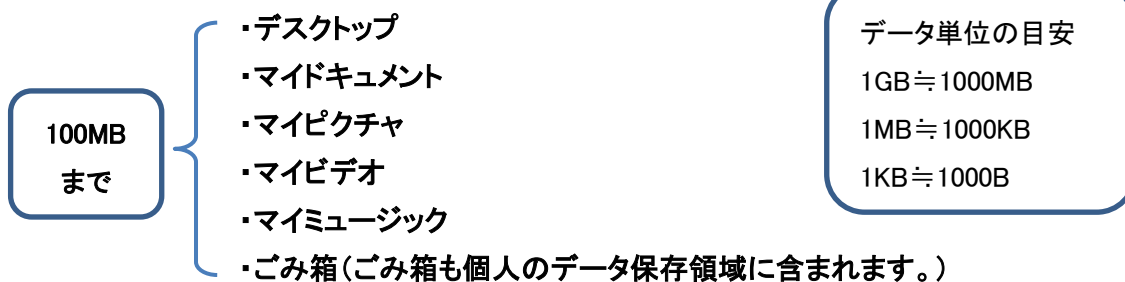 100MB
まで
・デスクトップ
・マイドキュメント
・マイピクチャ
・マイビデオ
・マイミュージック
・ごみ箱(ごみ箱も個人のデータ保存領域に含まれます。)
データ単位の目安
1GB≒1000MB
1MB≒1000KB
1KB≒1000B